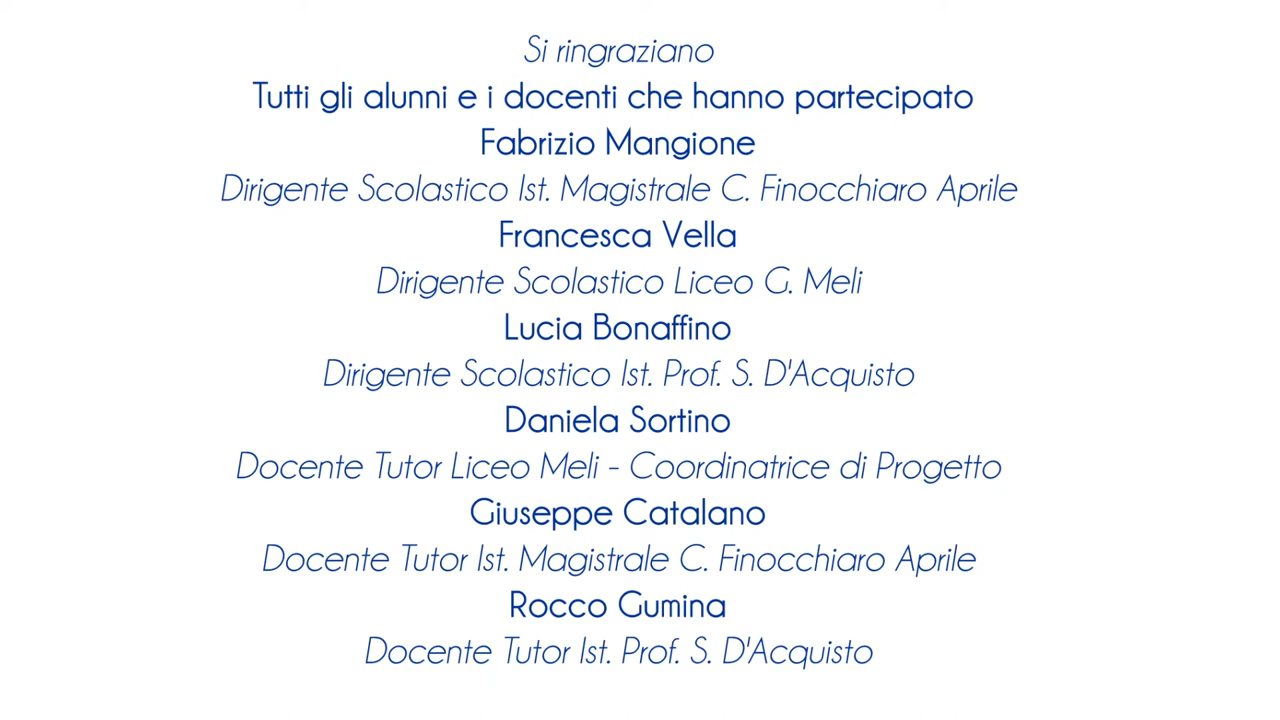 Si ringraziano
Tutti gli alunni e i docenti che hanno partecipato
Fabrizio Mangione
Dirigente Scolastico Ist. Magistrale C. Finocchiaro Aprile
Francesca Vella
Dirigente Scolastico Liceo G. Meli
Lucia Bonaffino
Dirigente Scolastico Ist. Prof. S. D'Acquisto
Daniela Sortino
Docente Tutor Liceo Meli - Coordinatrice di Progetto
Giuseppe Catalano
Docente Tutor Ist. Magistrale C. Finocchiaro Aprile
Rocco Gumina
Docente Tutor Ist. Prof. S. D'Acquisto